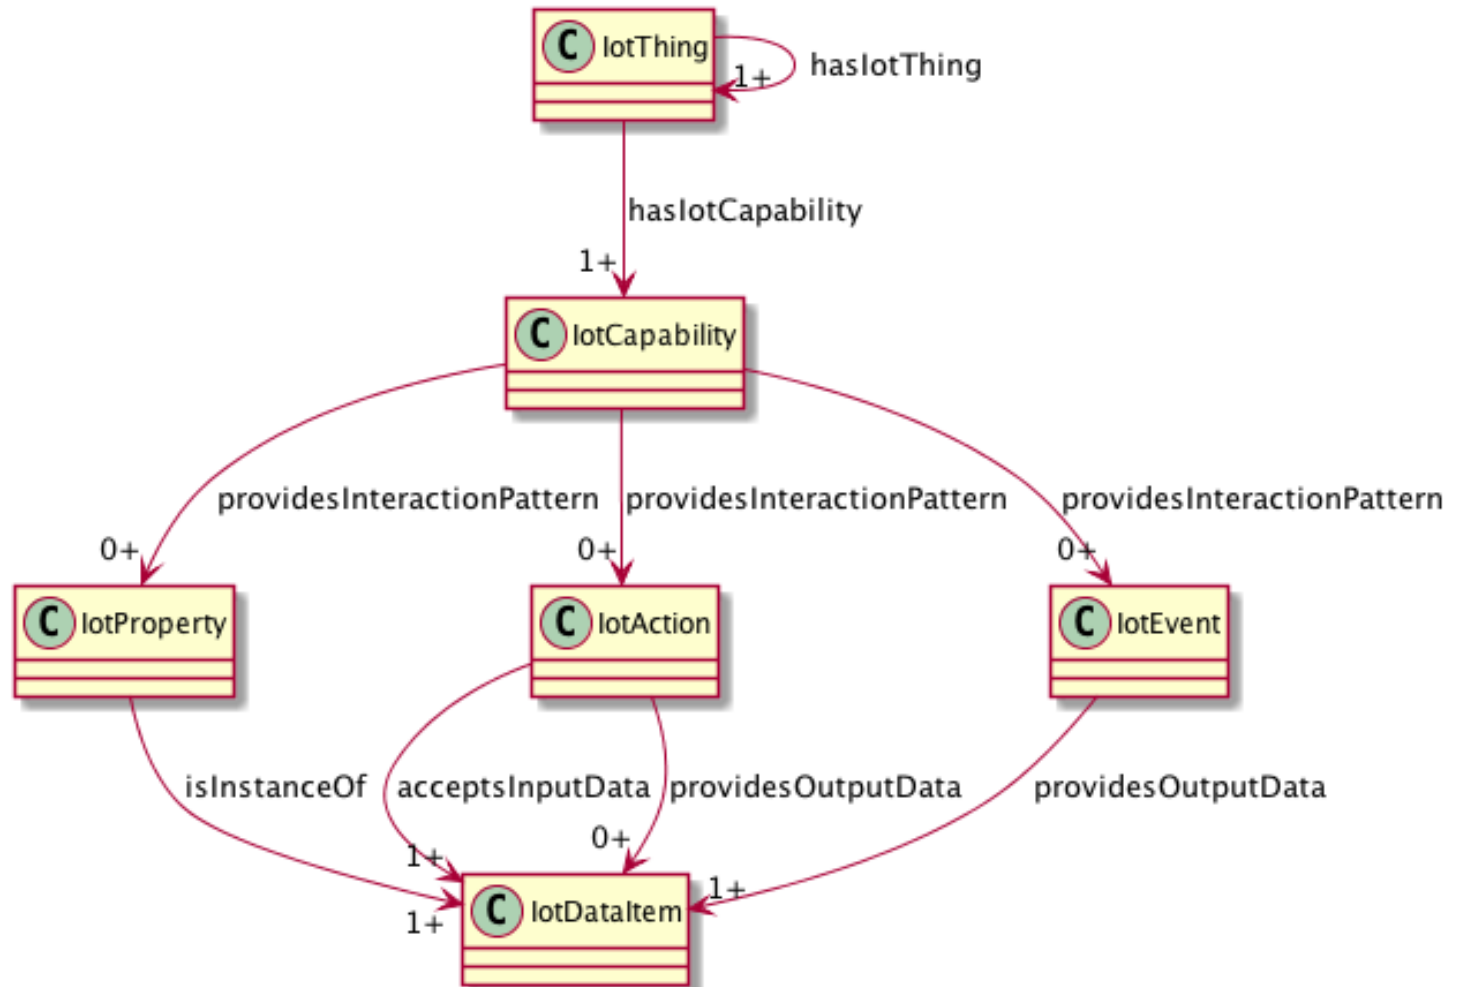 C IotThing
1+ hasIotThing
hasIotCapability
1+
C IotCapability
providesInteractionPattern providesInteractionPattern providesInteractionPattern
0+ 0+ 0+
C IotProperty C IotAction C IotEvent
isInstanceOf acceptsInputData providesOutputData providesOutputData
0+
1+
1+
C IotDataItem
1+